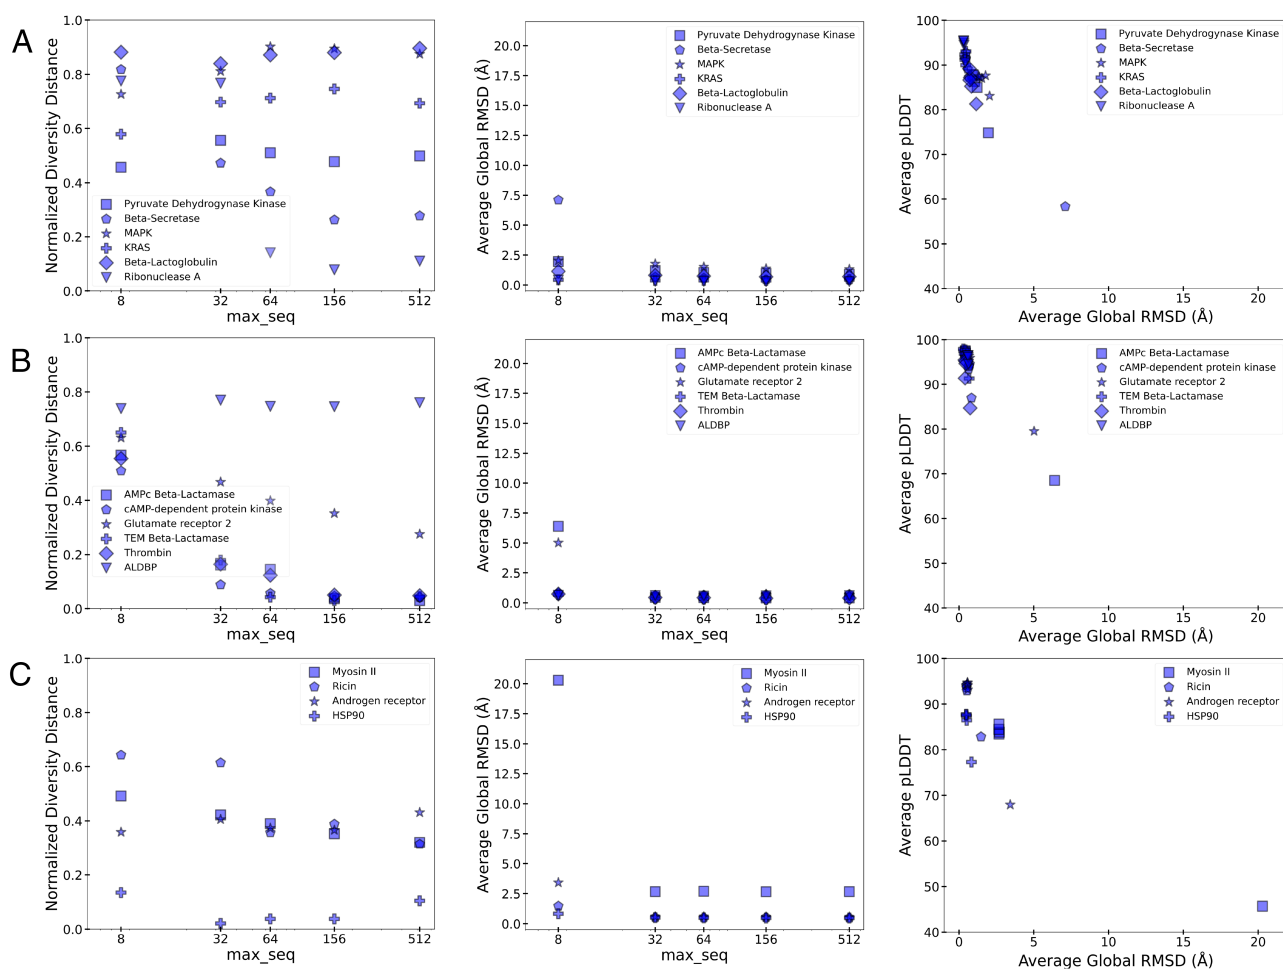 A
1.0
0.8
0.6
0.4
0.2
0.0
Normalized Diversity Distance
Pyruvate Dehydrogynase Kinase
Beta-Secretase
MAPK
KRAS
Beta-Lactoglobulin
Ribonuclease A
8 32 64 156 512
max_seq
20.0
17.5
15.0
12.5
10.0
7.5
5.0
2.5
0.0
Average Global RMSD (Å)
Pyruvate Dehydrogynase Kinase
Beta-Secretase
MAPK
KRAS
Beta-Lactoglobulin
Ribonuclease A
8 32 64 156 512
max_seq
100
90
80
70
60
50
40
Average pLDDT
Pyruvate Dehydrogynase Kinase
Beta-Secretase
MAPK
KRAS
Beta-Lactoglobulin
Ribonuclease A
0 5 10 15 20
Average Global RMSD (Å)
B
1.0
0.8
0.6
0.4
0.2
0.0
Normalized Diversity Distance
AMPc Beta-Lactamase
cAMP-dependent protein kinase
Glutamate receptor 2
TEM Beta-Lactamase
Thrombin
ALDBP
8 32 64 156 512
max_seq
20.0
17.5
15.0
12.5
10.0
7.5
5.0
2.5
0.0
Average Global RMSD (Å)
AMPc Beta-Lactamase
cAMP-dependent protein kinase
Glutamate receptor 2
TEM Beta-Lactamase
Thrombin
ALDBP
8 32 64 156 512
max_seq
100
90
80
70
60
50
40
Average pLDDT
AMPc Beta-Lactamase
cAMP-dependent protein kinase
Glutamate receptor 2
TEM Beta-Lactamase
Thrombin
ALDBP
0 5 10 15 20
Average Global RMSD (Å)
C
1.0
0.8
0.6
0.4
0.2
0.0
Normalized Diversity Distance
Myosin II
Ricin
Androgen receptor
HSP90
8 32 64 156 512
max_seq
20.0
17.5
15.0
12.5
10.0
7.5
5.0
2.5
0.0
Average Global RMSD (Å)
Myosin II
Ricin
Androgen receptor
HSP90
8 32 64 156 512
max_seq
100
90
80
70
60
50
40
Average pLDDT
Myosin II
Ricin
Androgen receptor
HSP90
0 5 10 15 20
Average Global RMSD (Å)